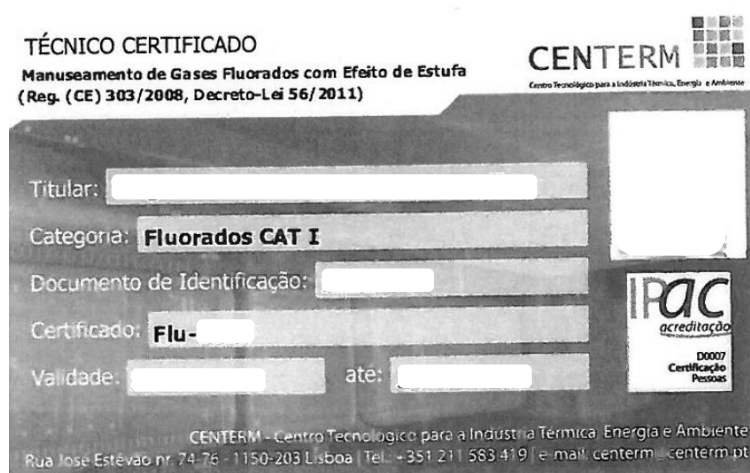 TÉCNICO CERTIFICADO
Manuseamento de Gases Fluorados com Efeito de Estufa
(Reg. (CE) 303/2008, Decreto-Lei 56/2011)
CENTERM
Centro Tecnológico para a Indústria Térmica, Energia e Ambiente
Titular:
Categoria: Fluorados CAT I
Documento de Identificação:
Certificado: Flu-
Validade: ate:
IPAC
acreditação
D0007
Certificação
Pessoas
CENTERM - Centro Tecnologico para a Industria Térmica Energia e Ambiente
Rua José Estêvão nr. 74-76 - 1150-203 Lisboa | Tel.: +351 211 583 419 | e-mail: centerm centerm.pt